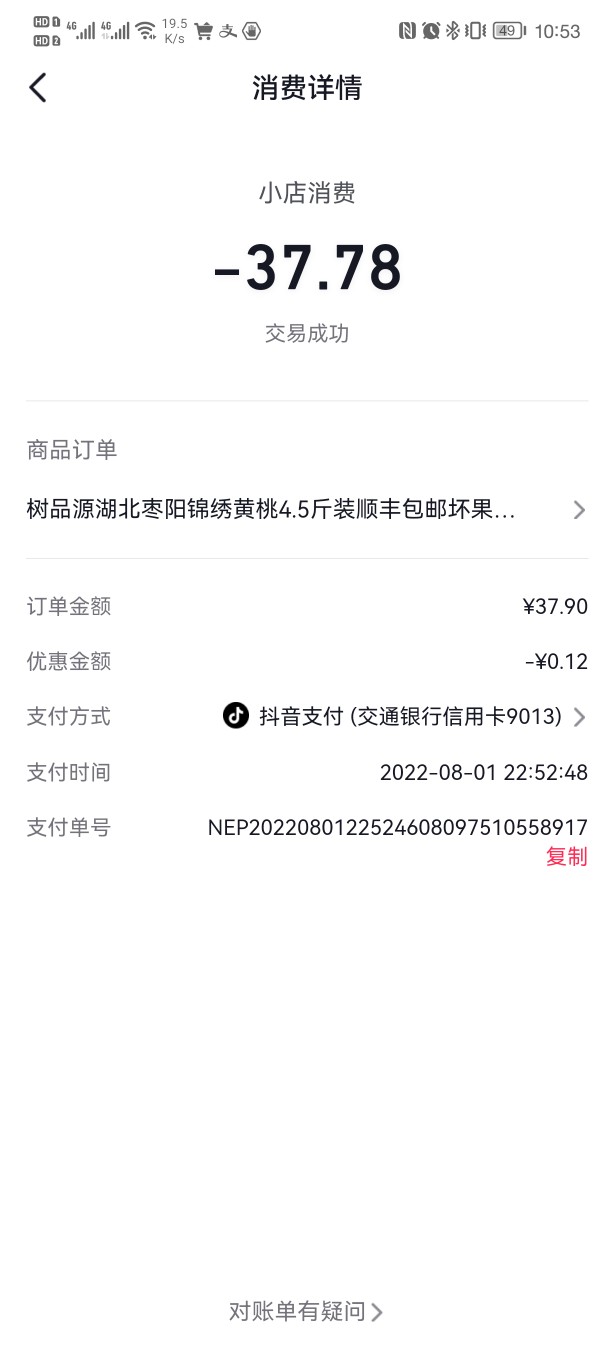 HD 1 4G 4G 19.5 K/s 支 49 10:53
HD 2
消费详情
小店消费
-37.78
交易成功
商品订单
树品源湖北枣阳锦绣黄桃4.5斤装顺丰包邮坏果...
订单金额 ¥37.90
优惠金额 -¥0.12
支付方式 抖音支付 (交通银行信用卡9013)
支付时间 2022-08-01 22:52:48
支付单号 NEP20220801225246080975105​58917
复制
对账单有疑问